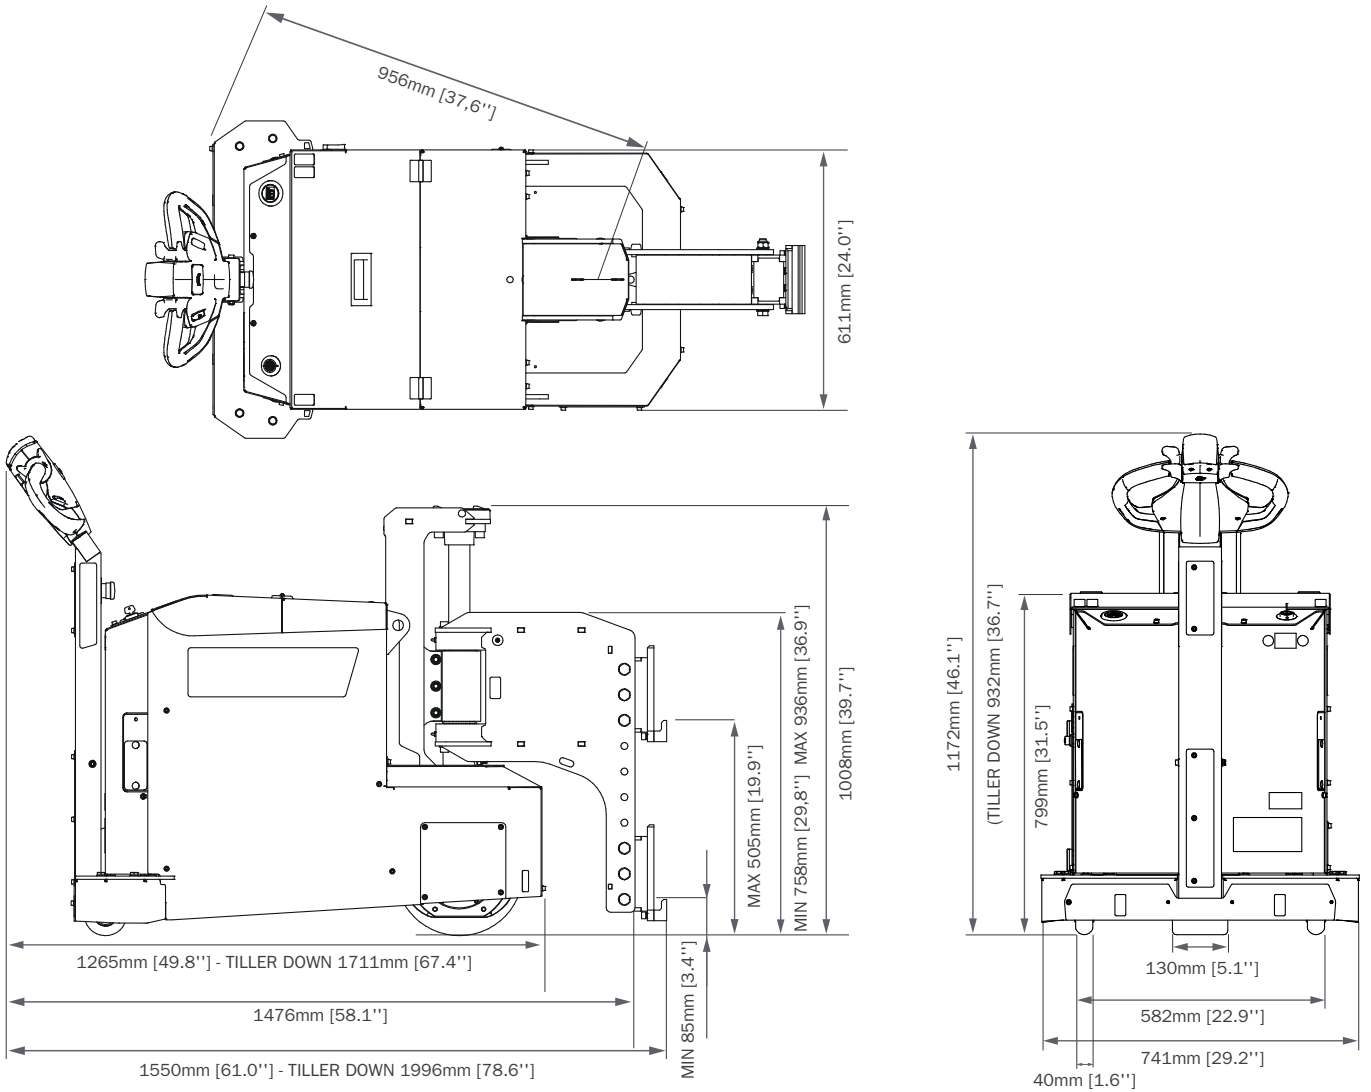 956mm [37,6'']
611mm [24.0'']
1172mm [46.1'']
(TILLER DOWN 932mm [36.7'']
799mm [31.5'']
MAX 505mm [19.9'']
MIN 758mm [29,8''] MAX 936mm [36.9'']
1008mm [39.7'']
MIN 85mm [3.4'']
1265mm [49.8''] - TILLER DOWN 1711mm [67.4'']
1476mm [58.1'']
1550mm [61.0''] - TILLER DOWN 1996mm [78.6'']
130mm [5.1'']
582mm [22.9'']
741mm [29.2'']
40mm [1.6'']